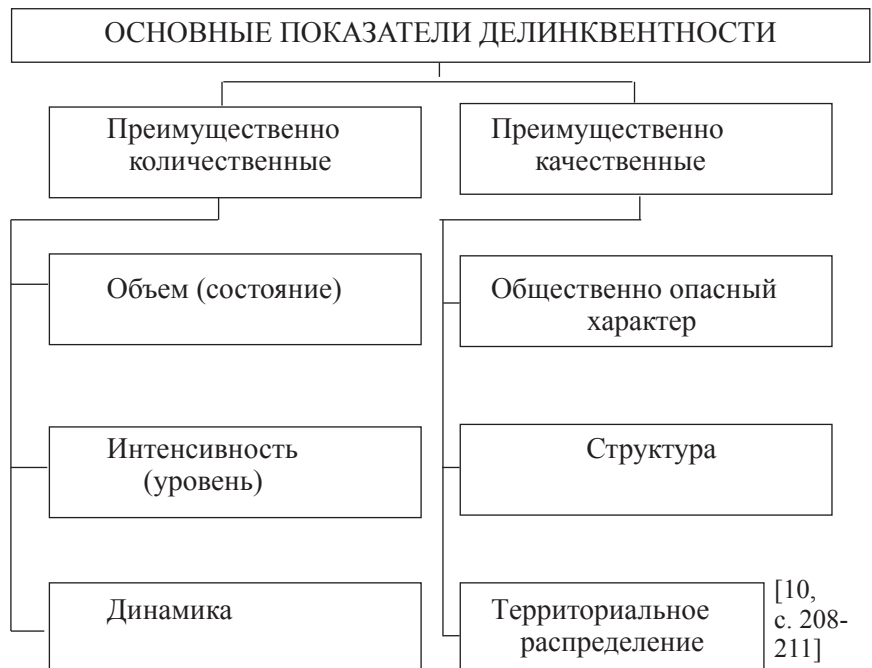 ОСНОВНЫЕ ПОКАЗАТЕЛИ ДЕЛИНКВЕНТНОСТИ
Преимущественно
количественные
Преимущественно
качественные
Объем (состояние)
Общественно опасный
характер
Интенсивность
(уровень)
Структура
Динамика
Территориальное
распределение
[10,
с. 208-
211]